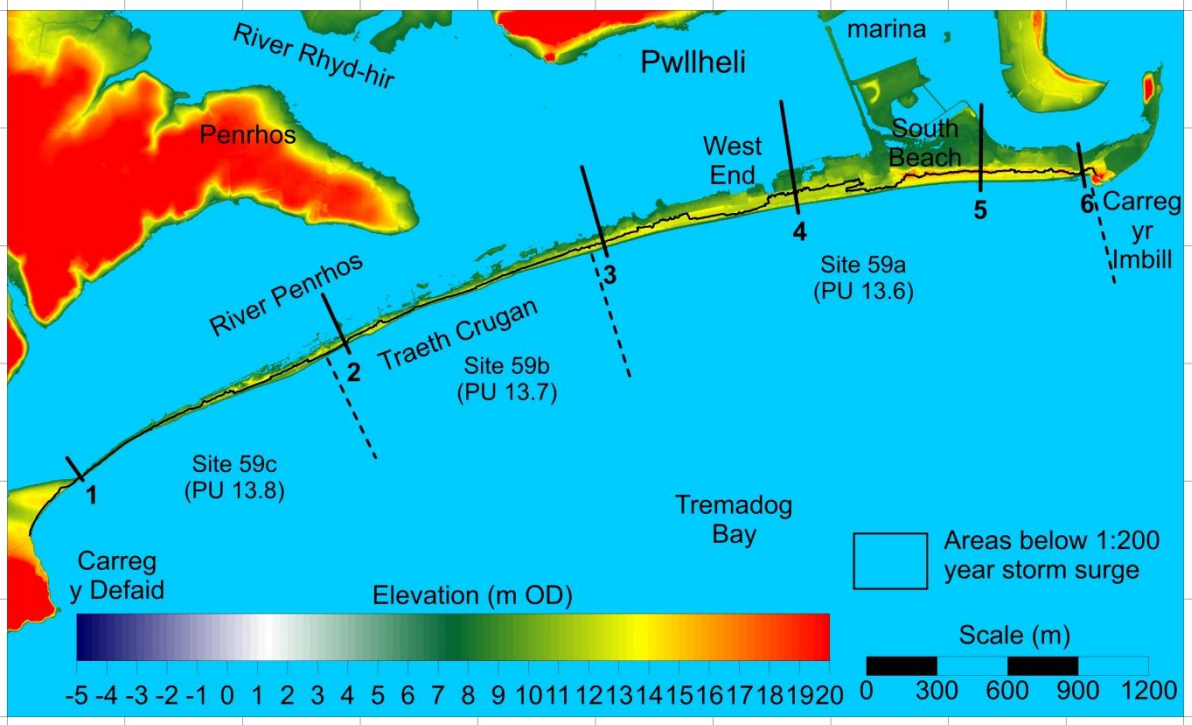 marina
River Rhyd-hir
Pwllheli
Penrhos
South
Beach
West
End
Carreg
yr
Imbill
6
5
4
3
Site 59a
(PU 13.6)
River Penrhos
Traeth Crugan
2
Site 59b
(PU 13.7)
Site 59c
(PU 13.8)
1
Tremadog
Bay
Carreg
y Defaid
Areas below 1:200
year storm surge
Elevation (m OD)
-5 -4 -3 -2 -1 0 1 2 3 4 5 6 7 8 9 10 11 12 13 14 15 16 17 18 19 20
Scale (m)
0 300 600 900 1200